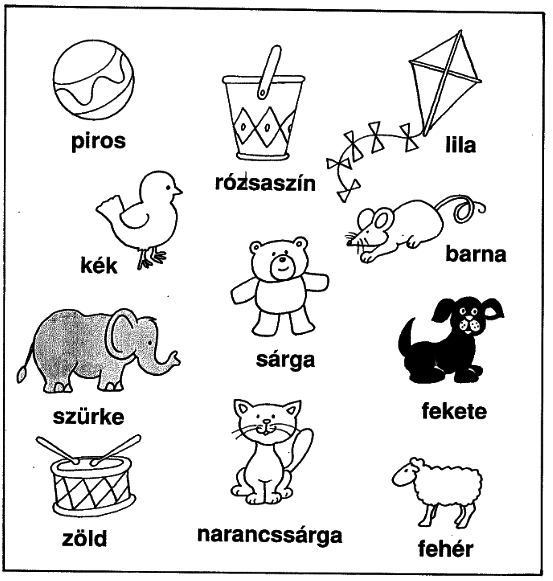 piros
rózsaszín
lila
kék
barna
sárga
szürke
fekete
zöld
narancssárga
fehér